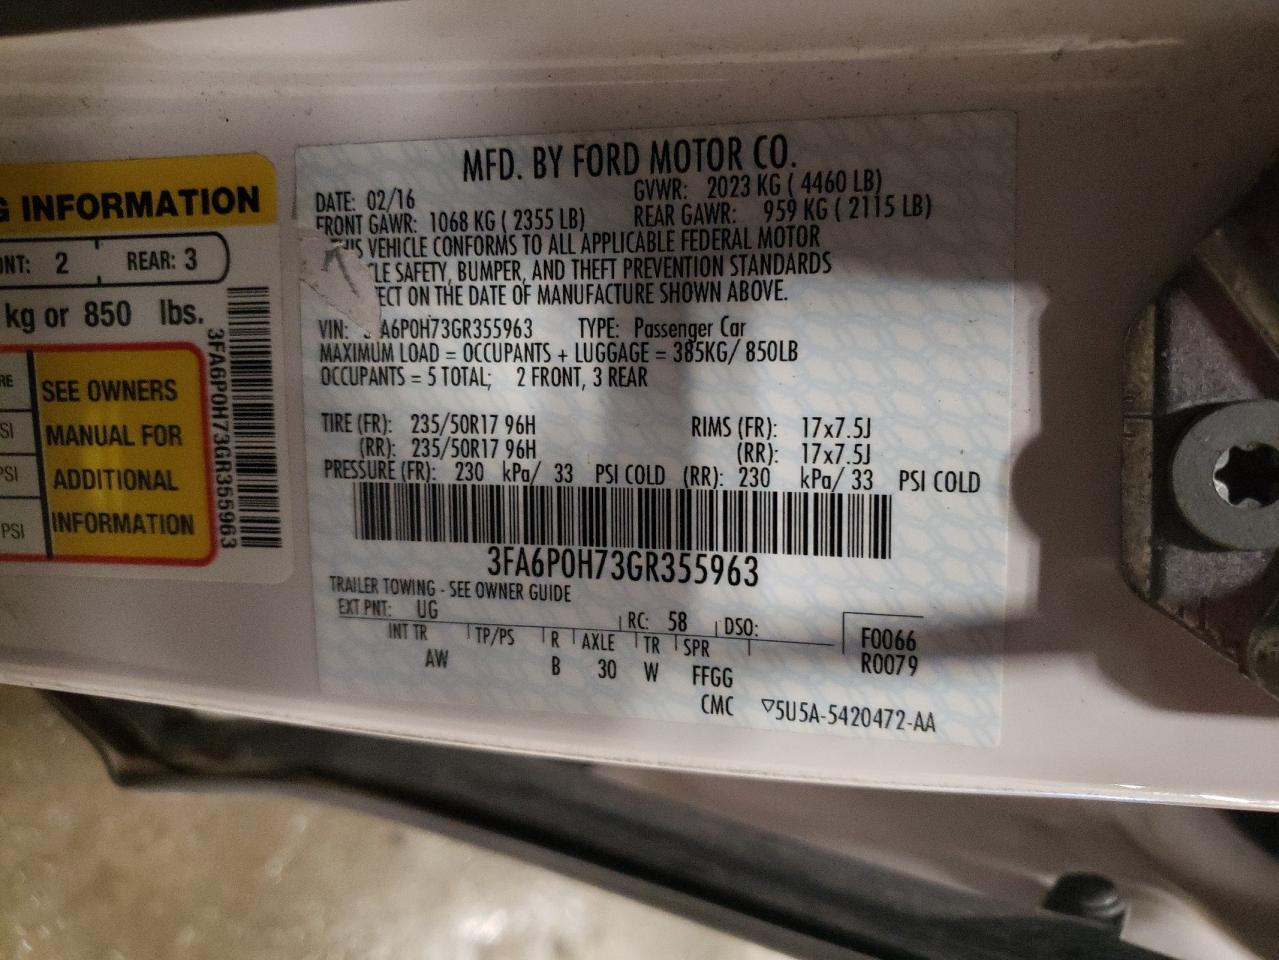 G INFORMATION
NT: 2 REAR: 3
kg or 850 lbs.
RE
SI
PSI
PSI
SEE OWNERS
MANUAL FOR
ADDITIONAL
INFORMATION
3FA6P0H73GR355963
MFD. BY FORD MOTOR CO.
DATE: 02/16 GVWR: 2023 KG ( 4460 LB)
FRONT GAWR: 1068 KG ( 2355 LB) REAR GAWR: 959 KG ( 2115 LB)
THIS VEHICLE CONFORMS TO ALL APPLICABLE FEDERAL MOTOR
CLE SAFETY, BUMPER, AND THEFT PREVENTION STANDARDS
ECT ON THE DATE OF MANUFACTURE SHOWN ABOVE.
VIN: A6P0H73GR355963 TYPE: Passenger Car
MAXIMUM LOAD = OCCUPANTS + LUGGAGE = 385KG/ 850LB
OCCUPANTS = 5 TOTAL; 2 FRONT, 3 REAR
TIRE (FR): 235/50R17 96H RIMS (FR): 17x7.5J
(RR): 235/50R17 96H (RR): 17x7.5J
PRESSURE (FR): 230 kPa/ 33 PSI COLD (RR): 230 kPa/ 33 PSI COLD
3FA6P0H73GR355963
TRAILER TOWING - SEE OWNER GUIDE
EXT PNT: UG RC: 58 DSO:
INT TR TP/PS R AXLE TR SPR F0066
AW B 30 W FFGG R0079
CMC ▽5U5A-5420472-AA